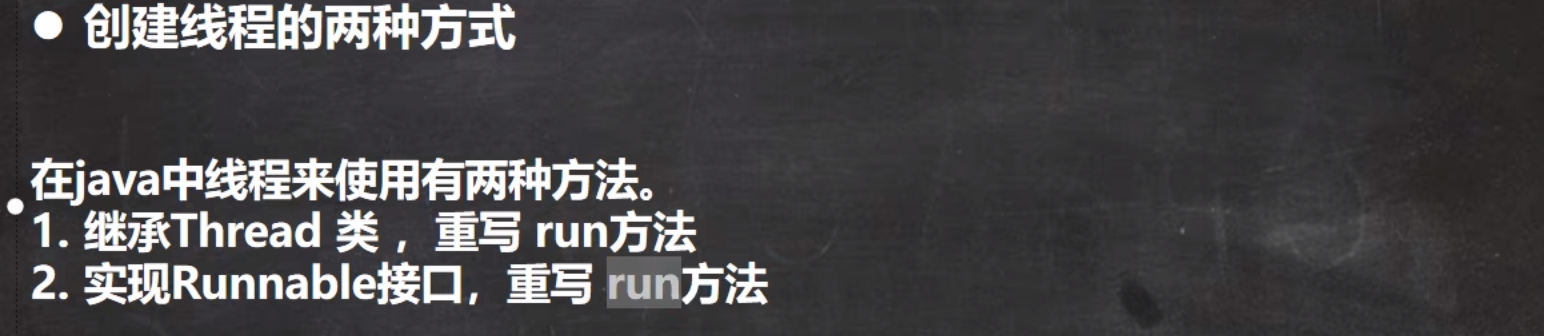 ● 创建线程的两种方式
在java中线程来使用有两种方法。
1. 继承Thread 类 ，重写 run方法
2. 实现Runnable接口，重写 run方法